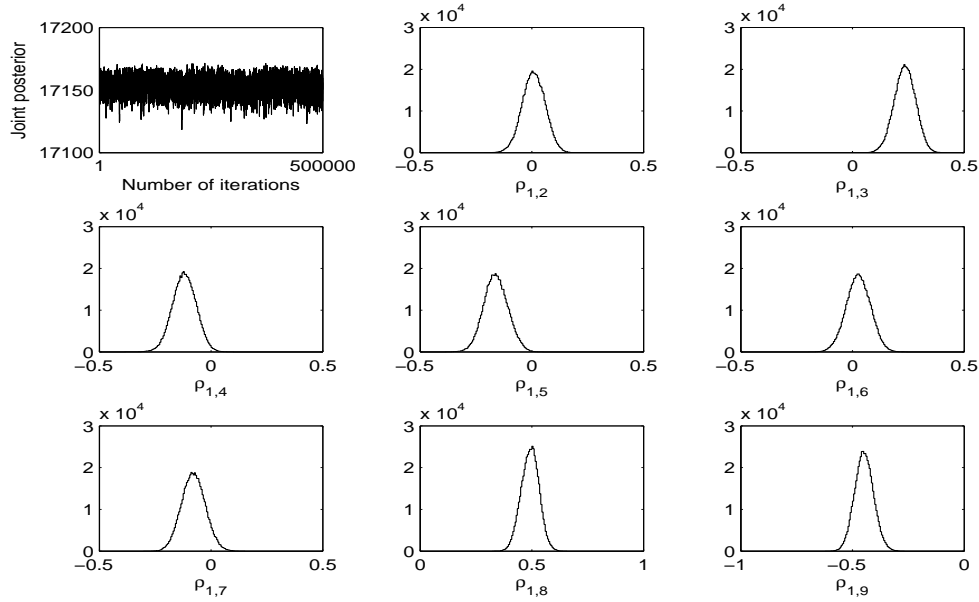 17200
17150
17100
Joint posterior
1 500000
Number of iterations
x 10^4
3
2
1
0
−0.5 0 0.5
ρ1,2
x 10^4
3
2
1
0
−0.5 0 0.5
ρ1,3
x 10^4
3
2
1
0
−0.5 0 0.5
ρ1,4
x 10^4
3
2
1
0
−0.5 0 0.5
ρ1,5
x 10^4
3
2
1
0
−0.5 0 0.5
ρ1,6
x 10^4
3
2
1
0
−0.5 0 0.5
ρ1,7
x 10^4
3
2
1
0
0 0.5 1
ρ1,8
x 10^4
3
2
1
0
−1 −0.5 0
ρ1,9